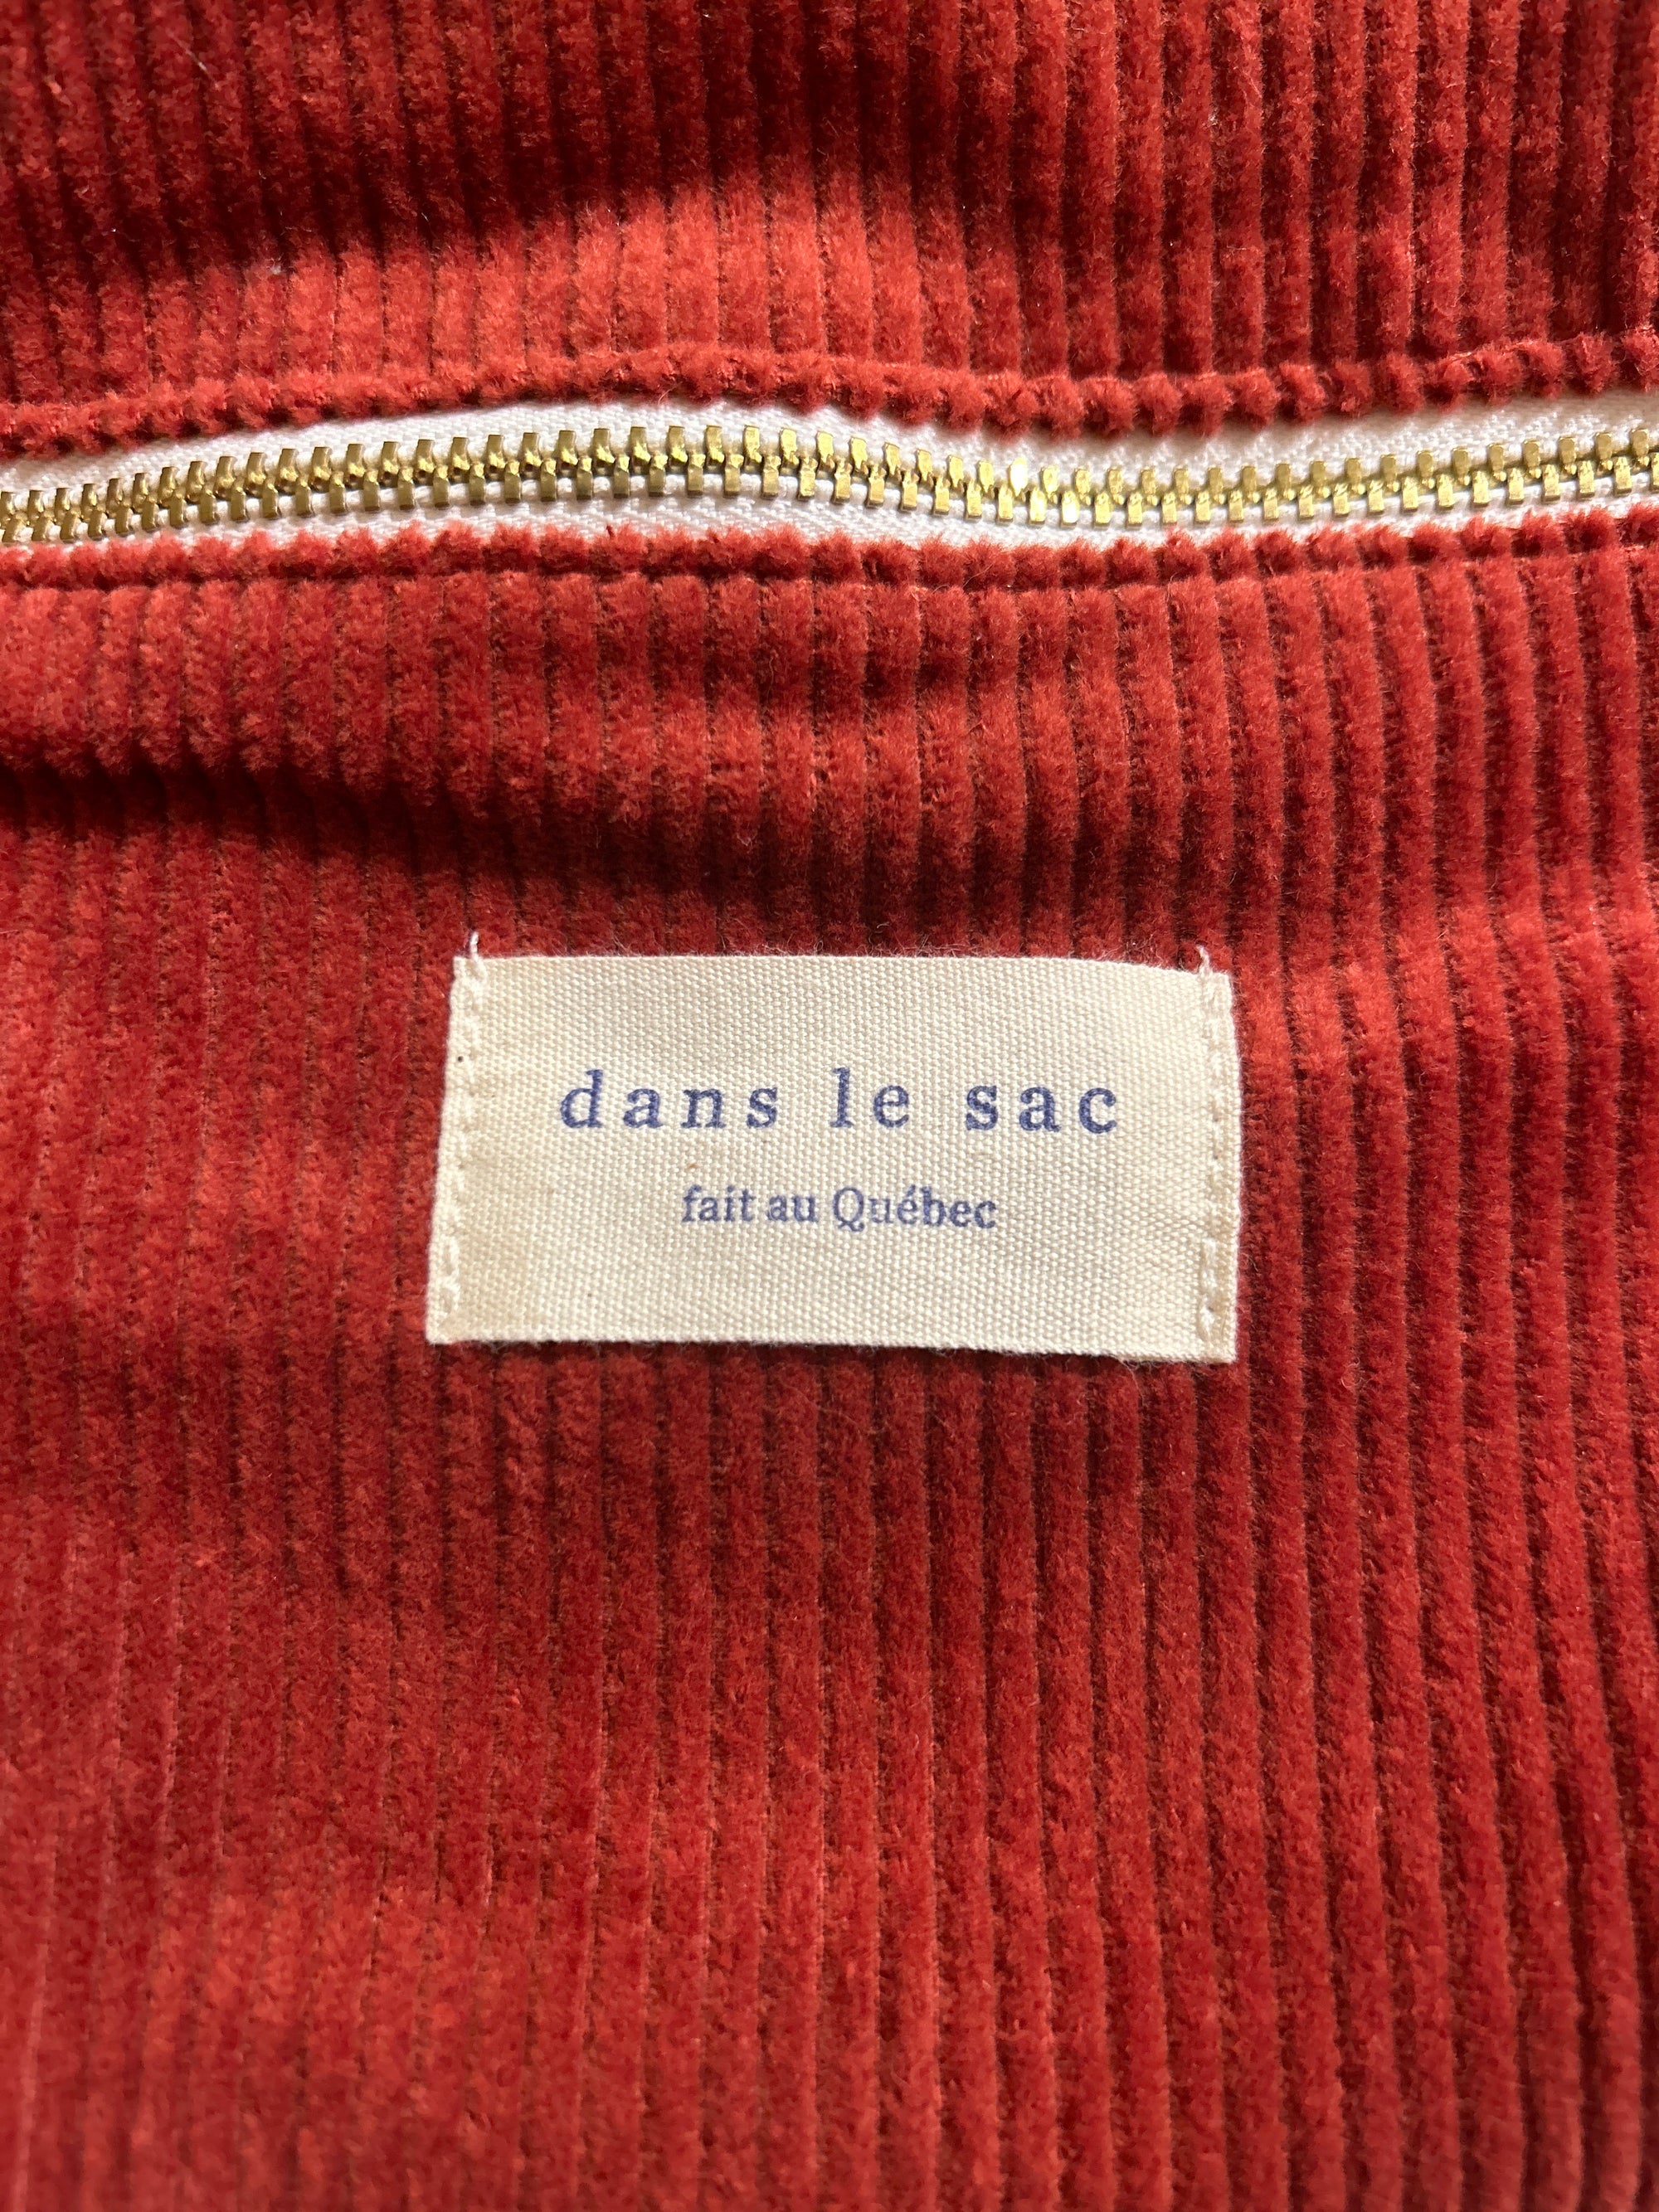 dans le sac
fait au Québec